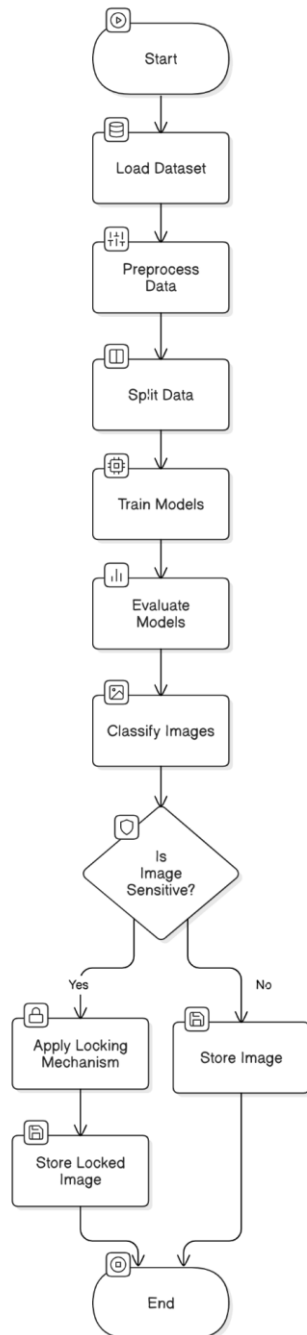 Start
Load Dataset
Preprocess
Data
Split Data
Train Models
Evaluate
Models
Classify Images
Is
Image
Sensitive?
Yes
No
Apply Locking
Mechanism
Store Image
Store Locked
Image
End